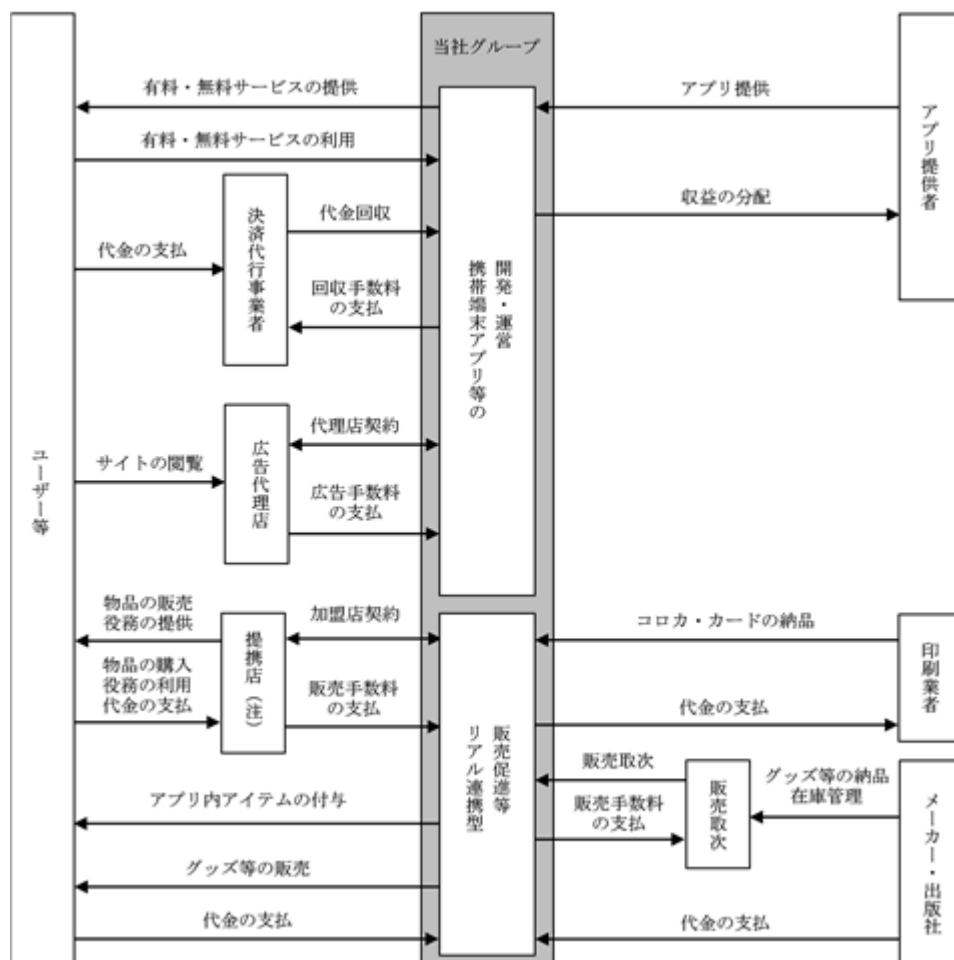 当社グループ
有料・無料サービスの提供
アプリ提供
有料・無料サービスの利用
アプリ提供者
収益の分配
決済代行事業者
代金回収
代金の支払
回収手数料
の支払
開発・運営
携帯端末アプリ等の
代理店契約
広告代理店
サイトの閲覧
広告手数料
の支払
ユーザー等
物品の販売
役務の提供
加盟店契約
コロカ・カードの納品
提携店（注）
印刷業者
物品の購入
役務の利用
代金の支払
販売手数料
の支払
代金の支払
販売促進等
リアル連携型
販売取次
グッズ等の納品
在庫管理
販売取次
アプリ内アイテムの付与
販売手数料
の支払
メーカー・出版社
グッズ等の販売
代金の支払
代金の支払